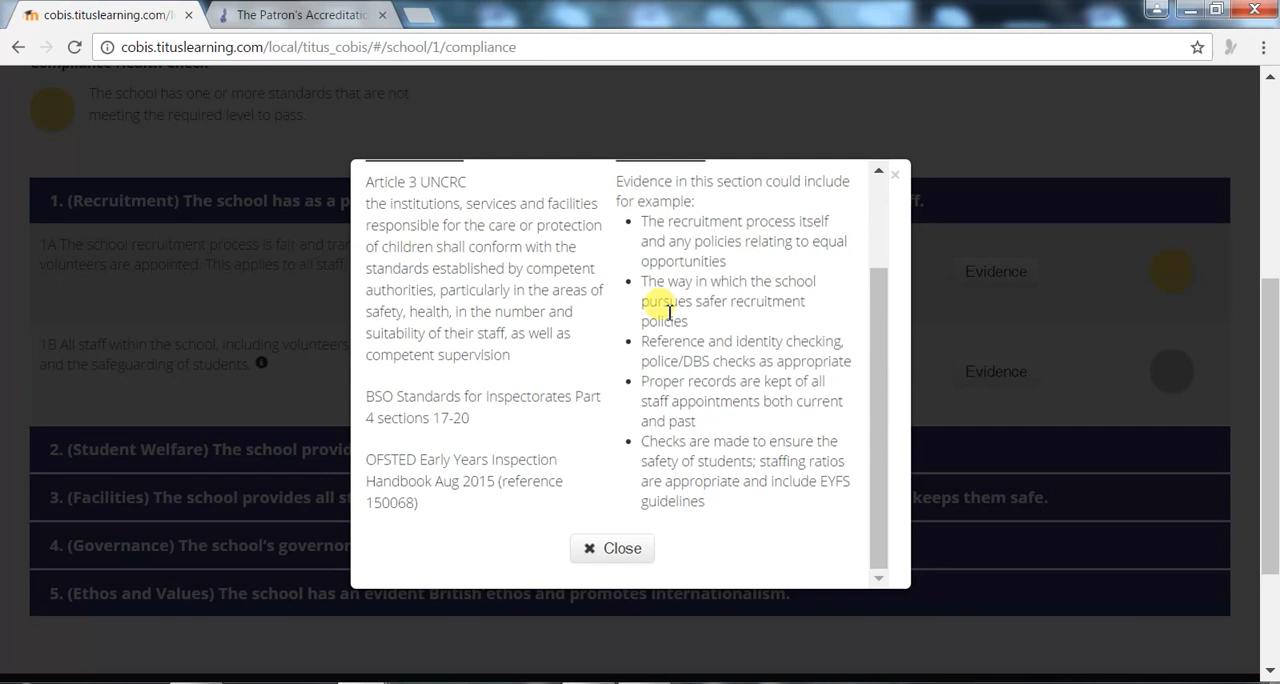 cobis.tituslearning.com/l
The Patron's Accreditatio
cobis.tituslearning.com/local/titus_cobis/#/school/1/compliance
Compliance Health Check
The school has one or more standards that are not
meeting the required level to pass.
1. (Recruitment) The school has as a p
ff.
1A The school recruitment process is fair and tran
volunteers are appointed. This applies to all staff
Evidence
1B All staff within the school, including volunteers
and the safeguarding of students.
Evidence
2. (Student Welfare) The school provid
3. (Facilities) The school provides all st
keeps them safe.
4. (Governance) The school's governor
5. (Ethos and Values) The school has an evident British ethos and promotes internationalism.
Article 3 UNCRC
the institutions, services and facilities
responsible for the care or protection
of children shall conform with the
standards established by competent
authorities, particularly in the areas of
safety, health, in the number and
suitability of their staff, as well as
competent supervision
BSO Standards for Inspectorates Part
4 sections 17-20
OFSTED Early Years Inspection
Handbook Aug 2015 (reference
150068)
Evidence in this section could include
for example:
The recruitment process itself
and any policies relating to equal
opportunities
The way in which the school
pursues safer recruitment
policies
Reference and identity checking,
police/DBS checks as appropriate
Proper records are kept of all
staff appointments both current
and past
Checks are made to ensure the
safety of students; staffing ratios
are appropriate and include EYFS
guidelines
Close